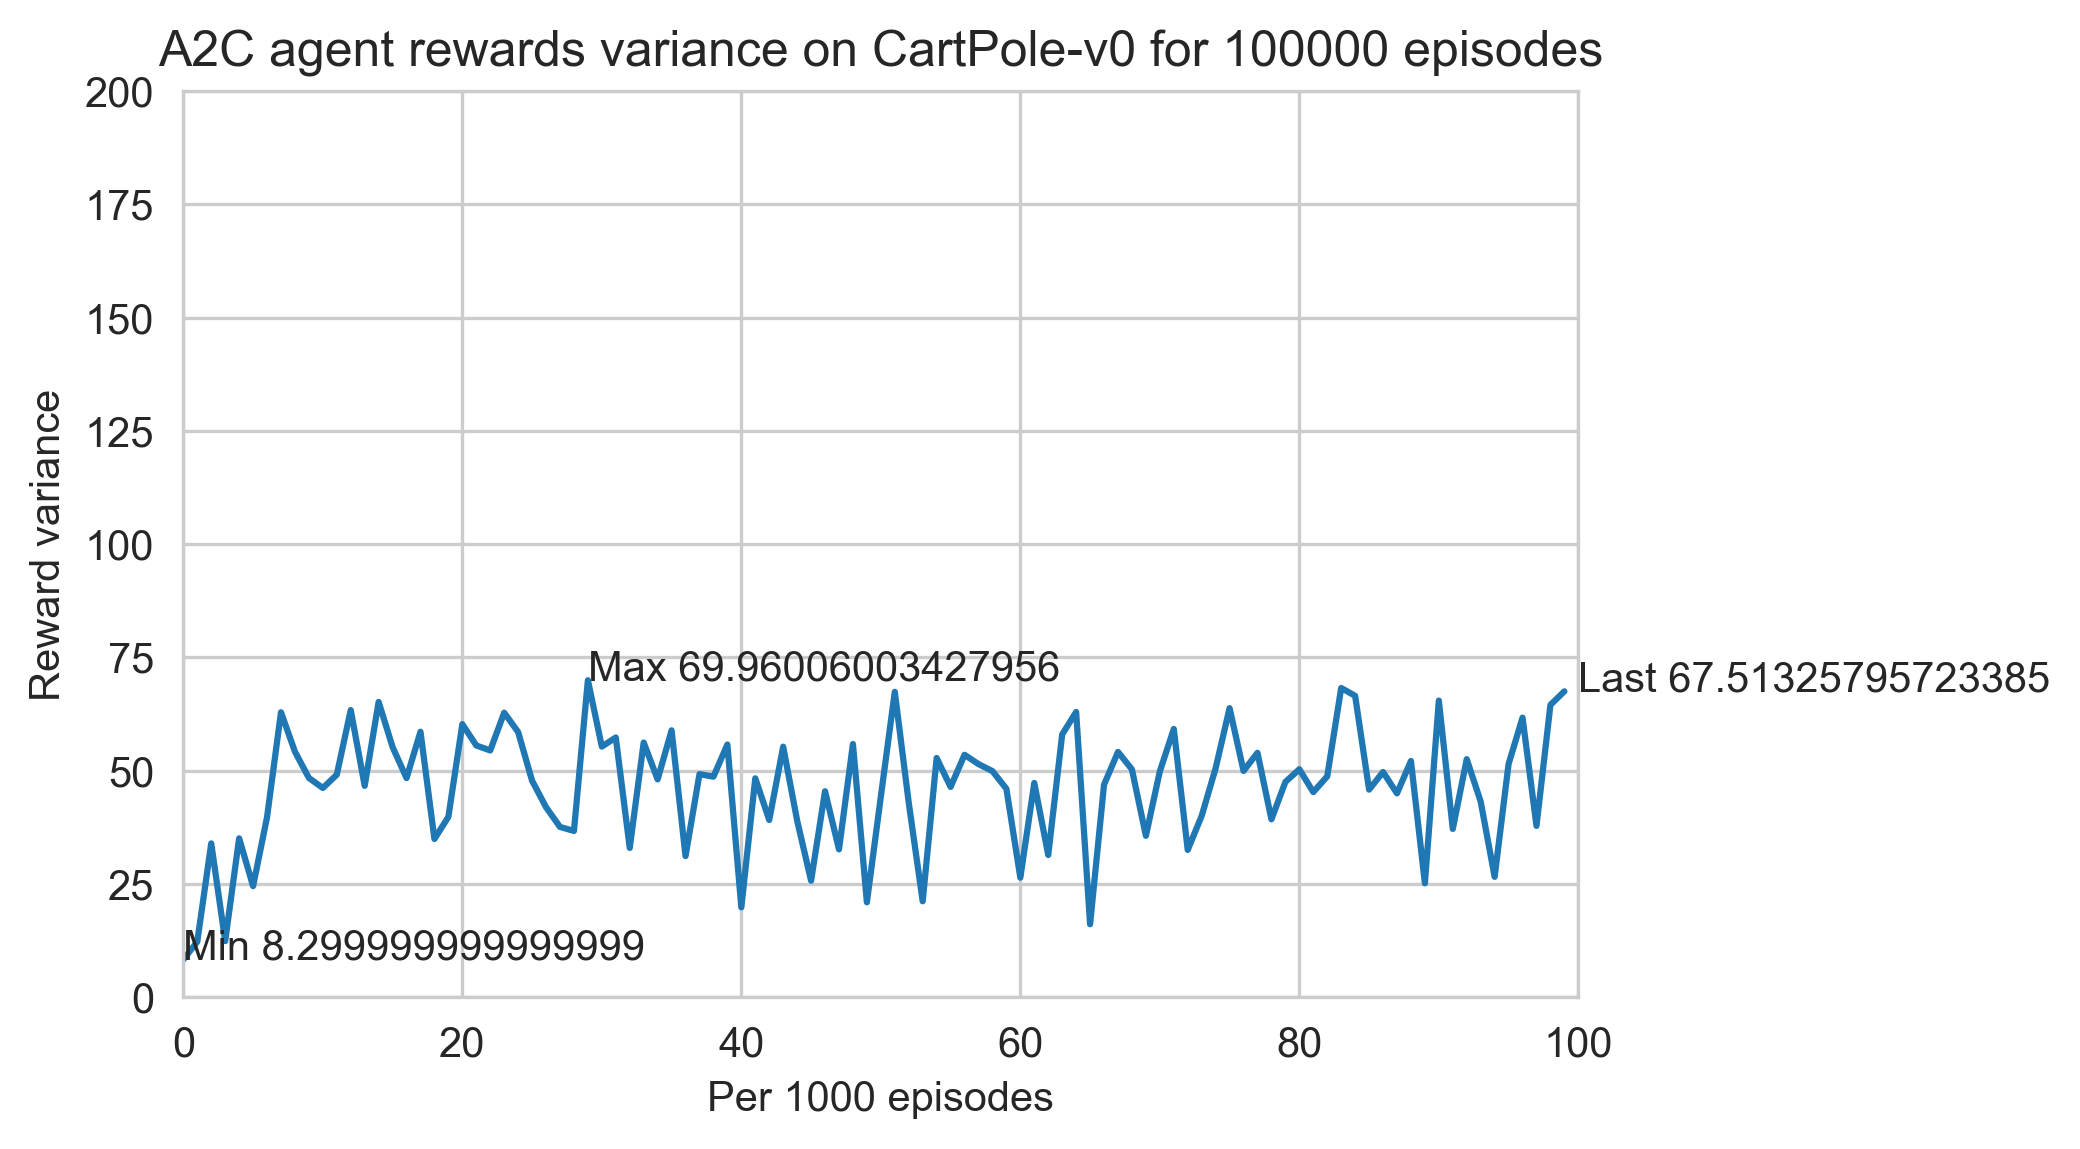 A2C agent rewards variance on CartPole-v0 for 100000 episodes
200
175
150
125
100
75
50
25
0
Reward variance
Max 69.96006003427956
Last 67.51325795723385
Min 8.299999999999999
0 20 40 60 80 100
Per 1000 episodes